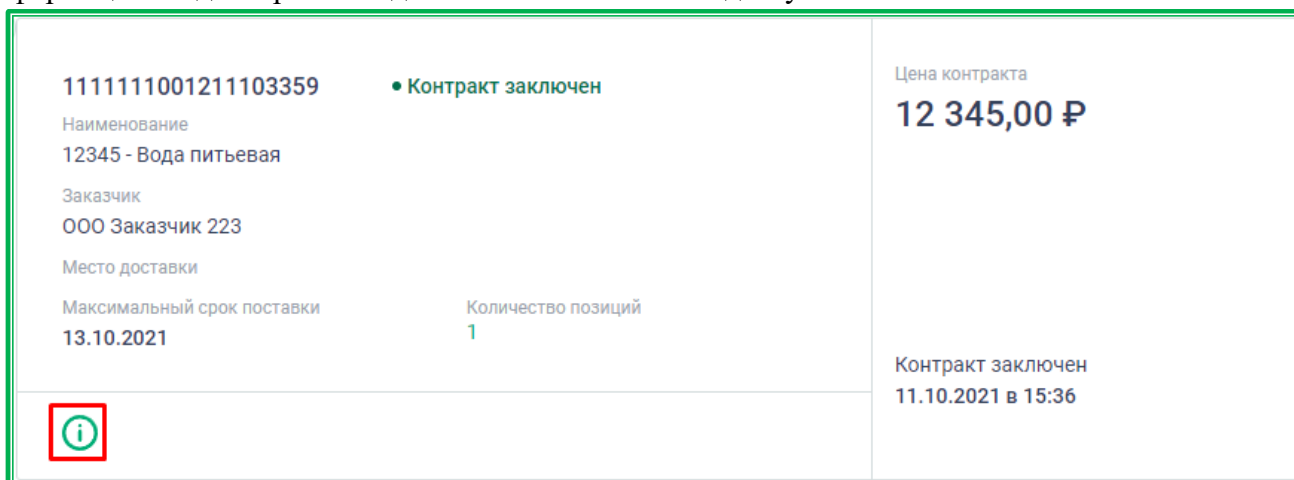 1111111001211103359
• Контракт заключен
Наименование
12345 - Вода питьевая
Заказчик
ООО Заказчик 223
Место доставки
Максимальный срок поставки
13.10.2021
Количество позиций
1
Цена контракта
12 345,00 ₽
Контракт заключен
11.10.2021 в 15:36